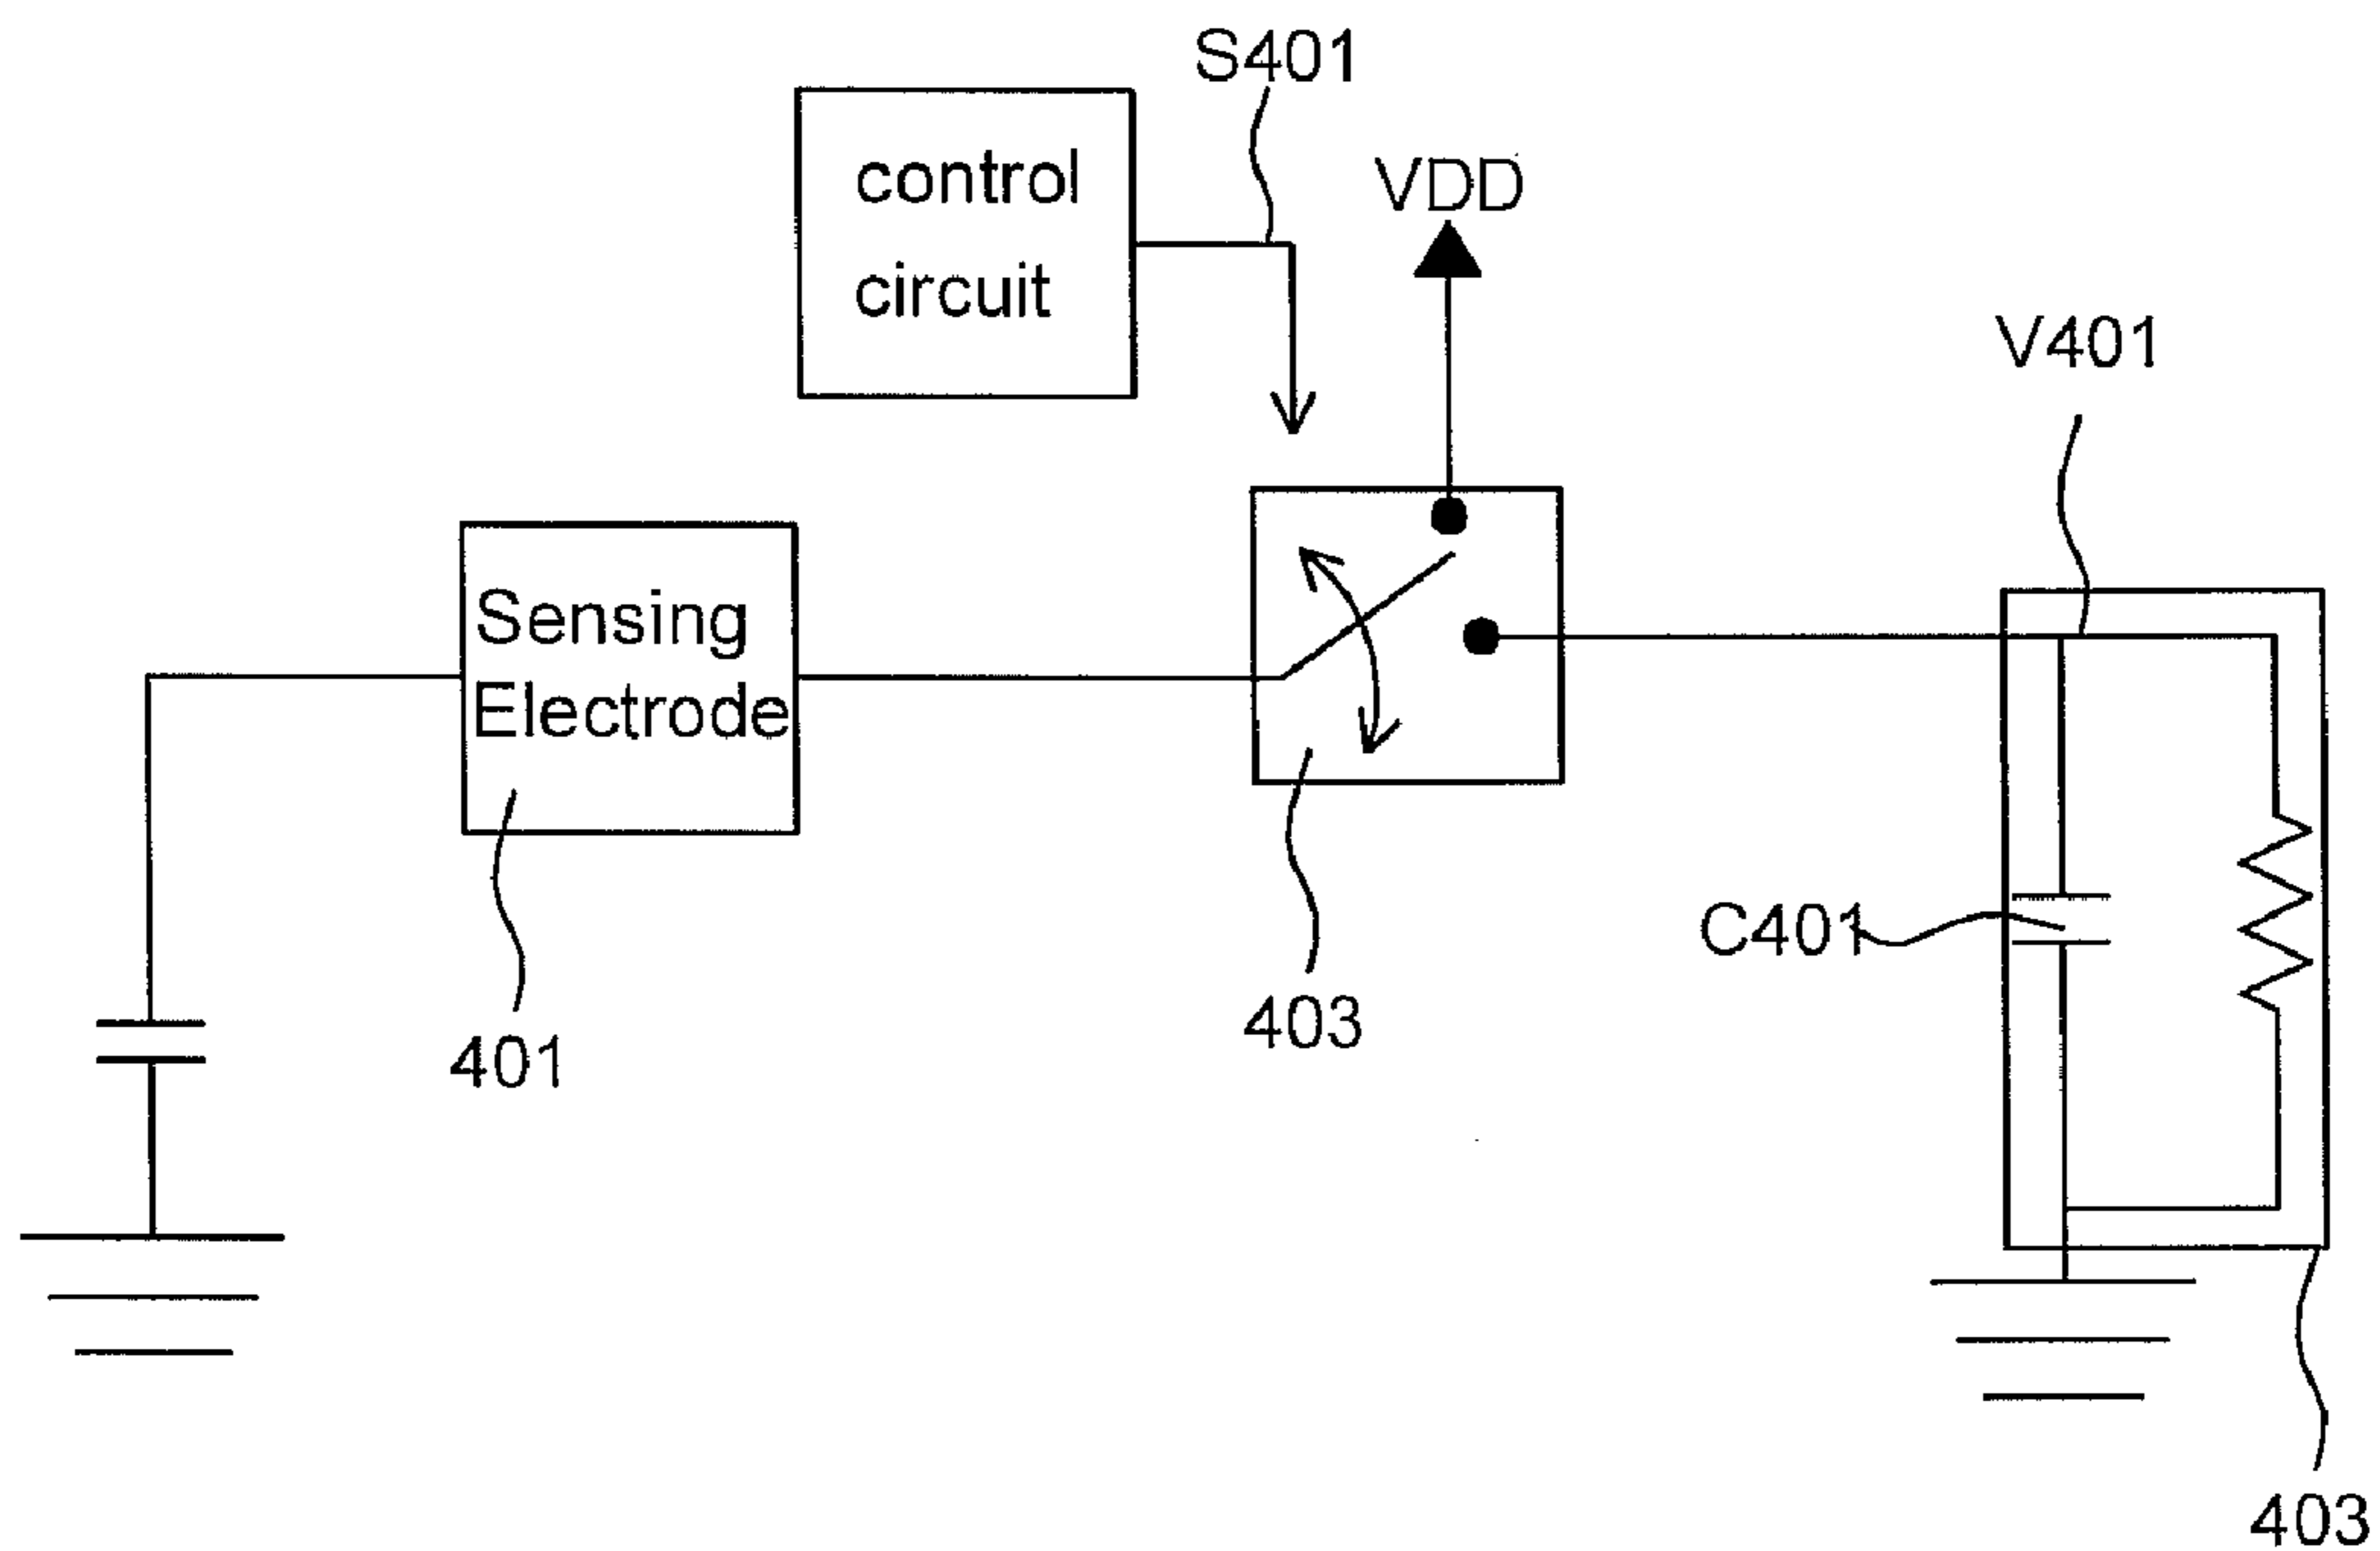 S401
control
circuit
VDD
V401
Sensing
Electrode
C401
403
401
403